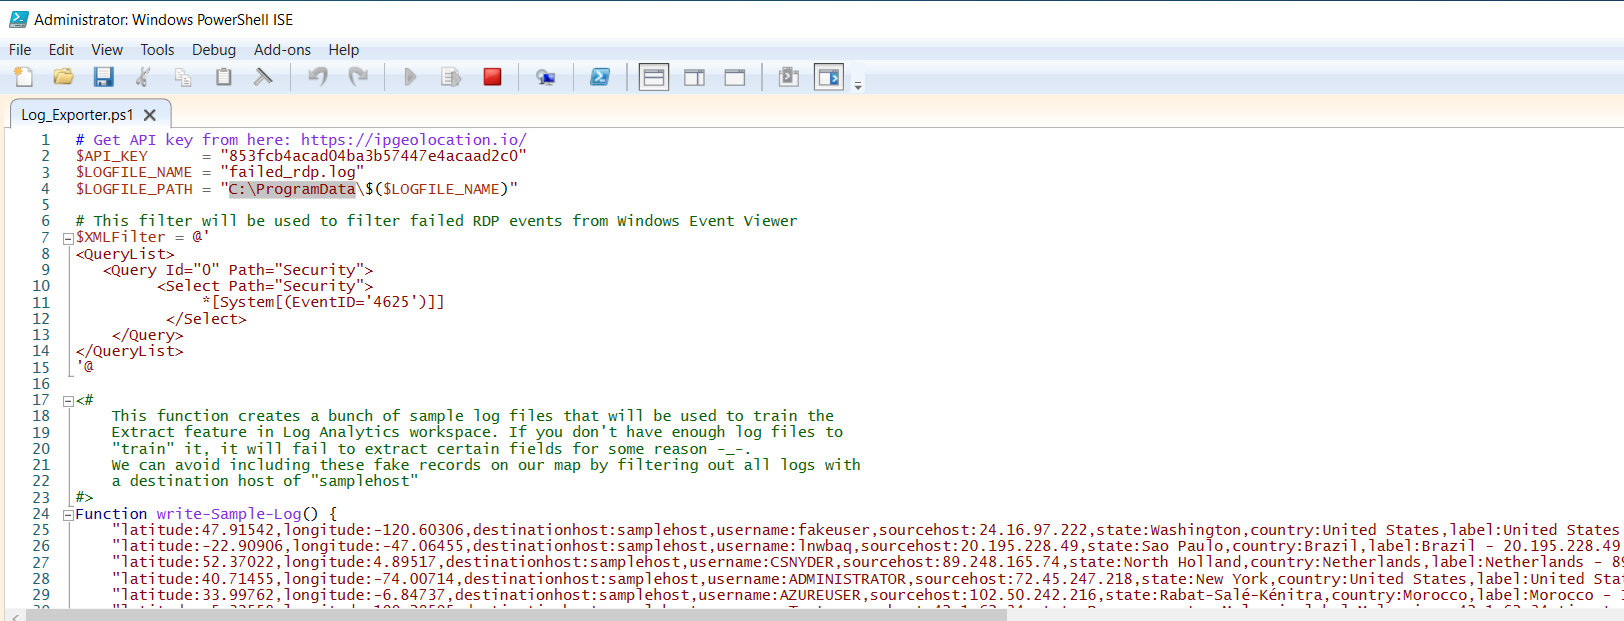 Administrator: Windows PowerShell ISE
File Edit View Tools Debug Add-ons Help
Log_Exporter.ps1
1 # Get API key from here: https://ipgeolocation.io/
2 $API_KEY      = "853fcb4acad04ba3b57447e4acaad2c0"
3 $LOGFILE_NAME = "failed_rdp.log"
4 $LOGFILE_PATH = "C:\ProgramData\$($LOGFILE_NAME)"
5
6 # This filter will be used to filter failed RDP events from Windows Event Viewer
7 $XMLFilter = @'
8 <QueryList>
9    <Query Id="0" Path="Security">
10          <Select Path="Security">
11               *[System[(EventID='4625')]]
12           </Select>
13     </Query>
14 </QueryList>
15 '@
16
17 <#
18     This function creates a bunch of sample log files that will be used to train the
19     Extract feature in Log Analytics workspace. If you don't have enough log files to
20     "train" it, it will fail to extract certain fields for some reason -_-.
21     We can avoid including these fake records on our map by filtering out all logs with
22     a destination host of "samplehost"
23 #>
24 Function write-Sample-Log() {
25     "latitude:47.91542,longitude:-120.60306,destinationhost:samplehost,username:fakeuser,sourcehost:24.16.97.222,state:Washington,country:United States,label:United States
26     "latitude:-22.90906,longitude:-47.06455,destinationhost:samplehost,username:lnwbaq,sourcehost:20.195.228.49,state:Sao Paulo,country:Brazil,label:Brazil - 20.195.228.49
27     "latitude:52.37022,longitude:4.89517,destinationhost:samplehost,username:CSNYDER,sourcehost:89.248.165.74,state:North Holland,country:Netherlands,label:Netherlands - 8
28     "latitude:40.71455,longitude:-74.00714,destinationhost:samplehost,username:ADMINISTRATOR,sourcehost:72.45.247.218,state:New York,country:United States,label:United Sta
29     "latitude:33.99762,longitude:-6.84737,destinationhost:samplehost,username:AZUREUSER,sourcehost:102.50.242.216,state:Rabat-Salé-Kénitra,country:Morocco,label:Morocco -